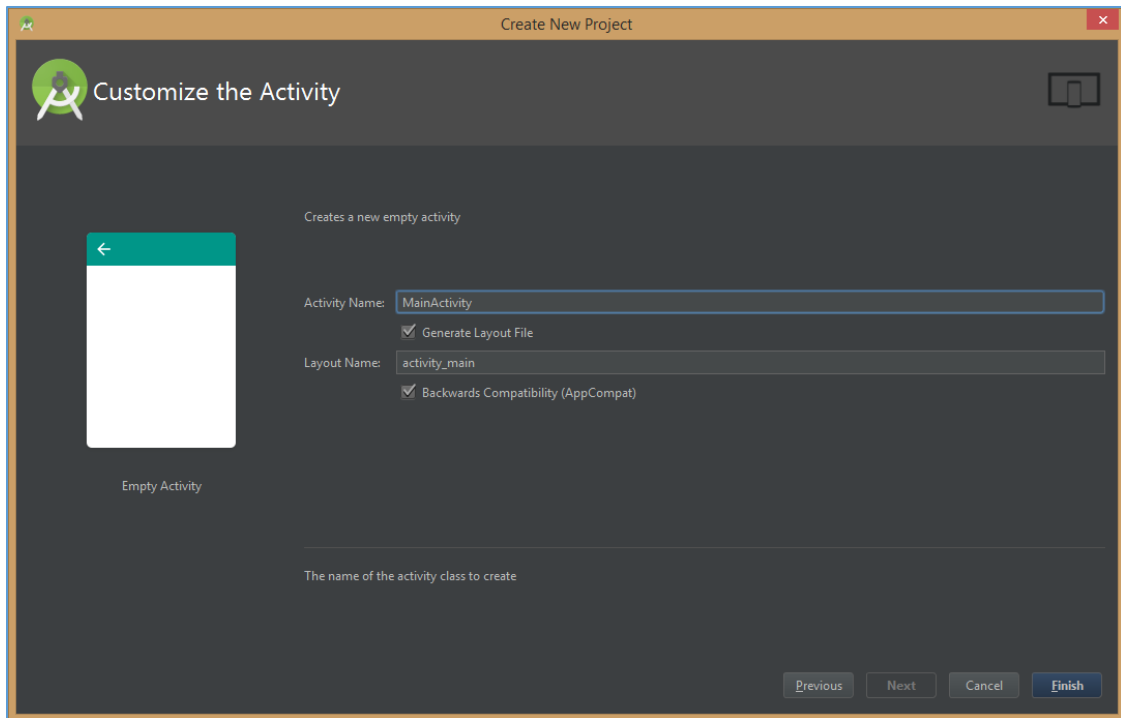 Create New Project
Customize the Activity
Creates a new empty activity
Activity Name: MainActivity
Generate Layout File
Layout Name: activity_main
Backwards Compatibility (AppCompat)
Empty Activity
The name of the activity class to create
Previous Next Cancel Finish